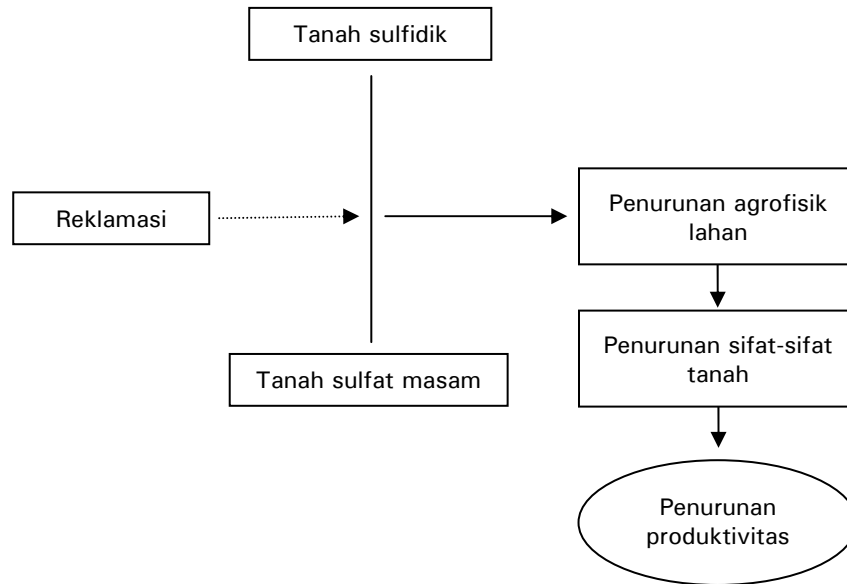 Tanah sulfidik
Reklamasi
Penurunan agrofisik
lahan
Penurunan sifat-sifat
tanah
Tanah sulfat masam
Penurunan
produktivitas